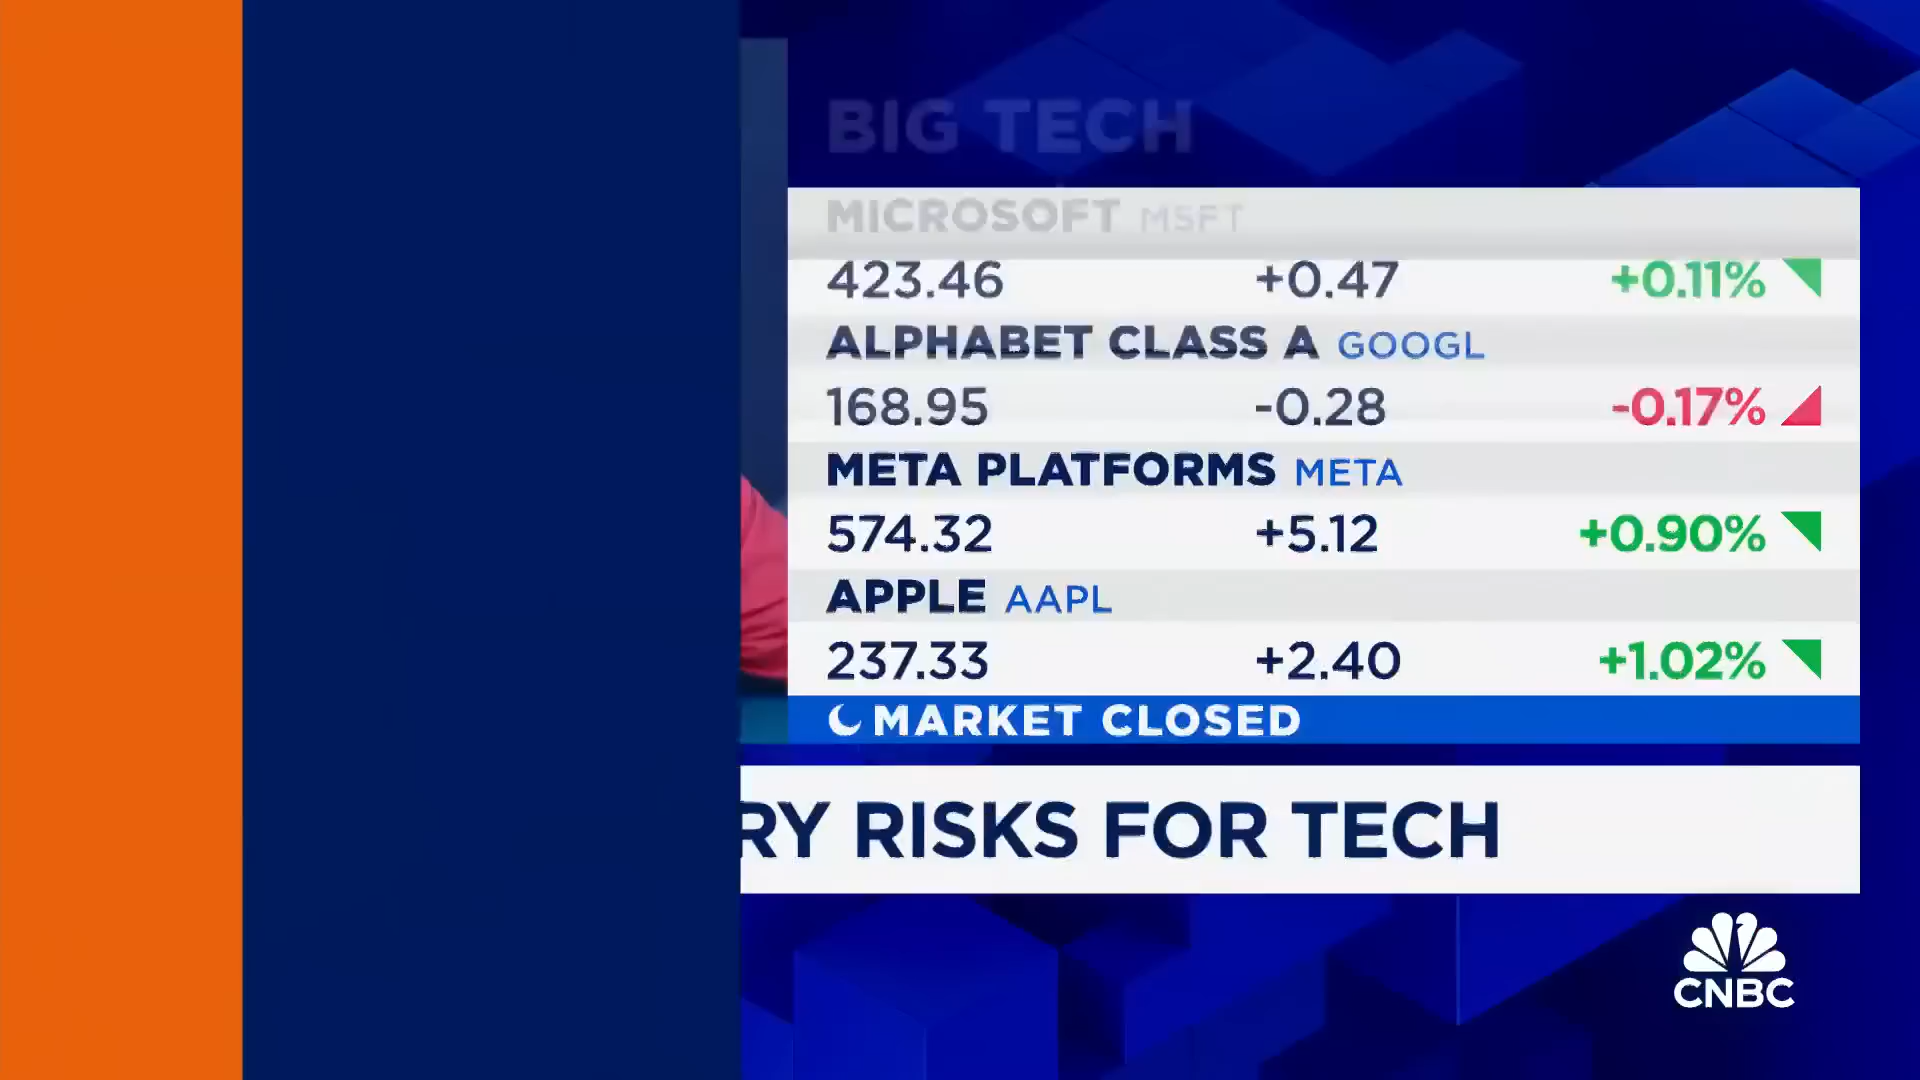 BIG TECH
MICROSOFT MSFT
423.46 +0.47 +0.11%
ALPHABET CLASS A GOOGL
168.95 -0.28 -0.17%
META PLATFORMS META
574.32 +5.12 +0.90%
APPLE AAPL
237.33 +2.40 +1.02%
MARKET CLOSED
RY RISKS FOR TECH
CNBC